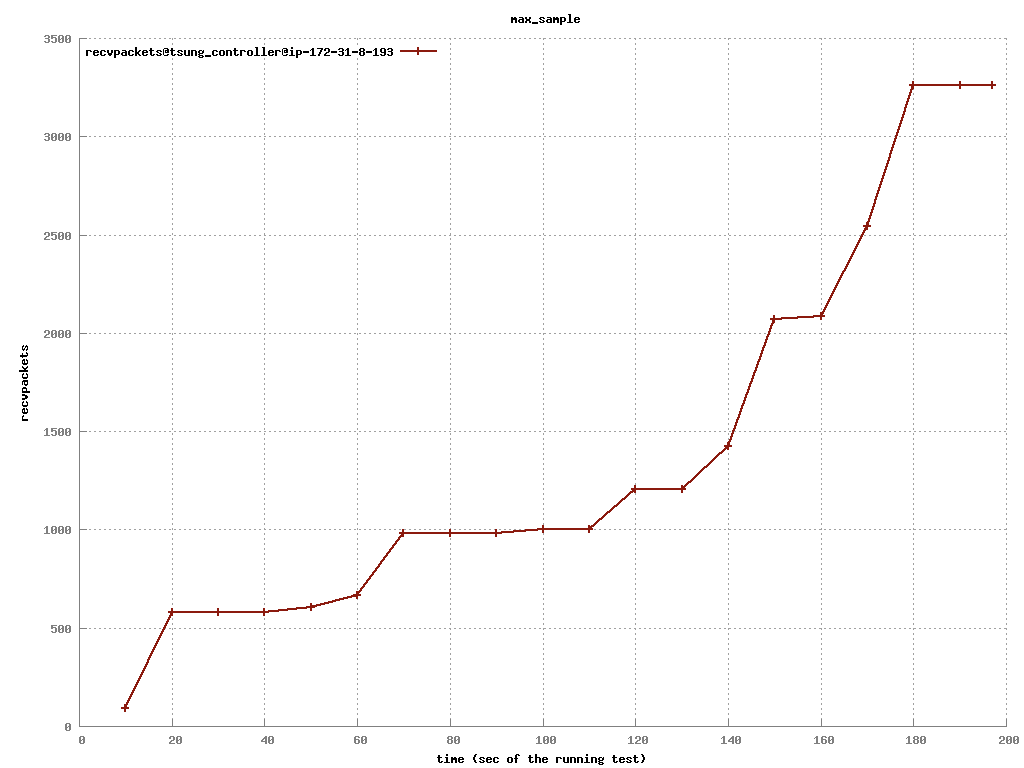 max_sample
3500
recvpackets@tsung_controller@ip-172-31-8-193
3000
2500
2000
recvpackets
1500
1000
500
0
0 20 40 60 80 100 120 140 160 180 200
time (sec of the running test)